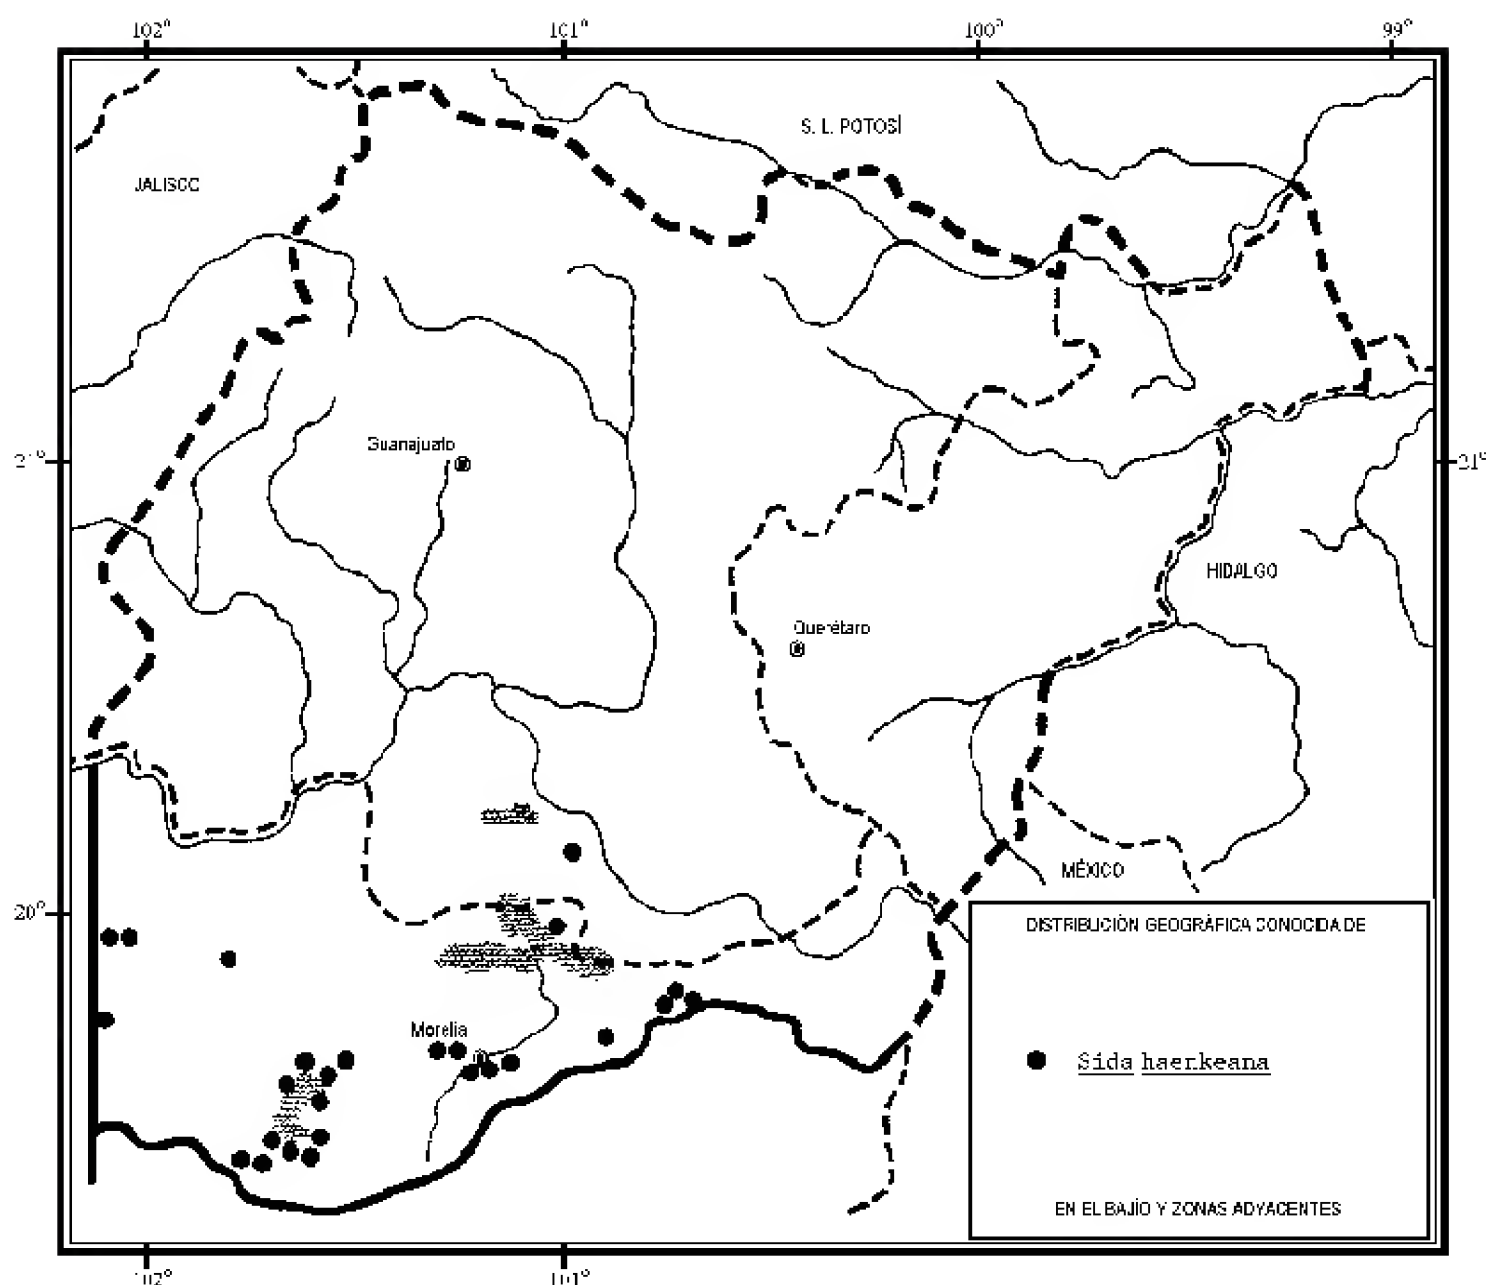 102° 101° 100° 99°
S. L. POTOSÍ
JALISCO
Guanajuato
21° 21°
HIDALGO
Querétaro
MÉXICO
20°
DISTRIBUCIÓN GEOGRÁFICA CONOCIDA DE
Morelia
Sida haenkeana
EN EL BAJÍO Y ZONAS ADYACENTES
102° 101°